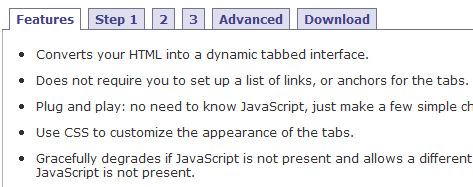 Features Step 1 2 3 Advanced Download
Converts your HTML into a dynamic tabbed interface.
Does not require you to set up a list of links, or anchors for the tabs.
Plug and play: no need to know JavaScript, just make a few simple
Use CSS to customize the appearance of the tabs.
Gracefully degrades if JavaScript is not present and allows a different
JavaScript is not present.